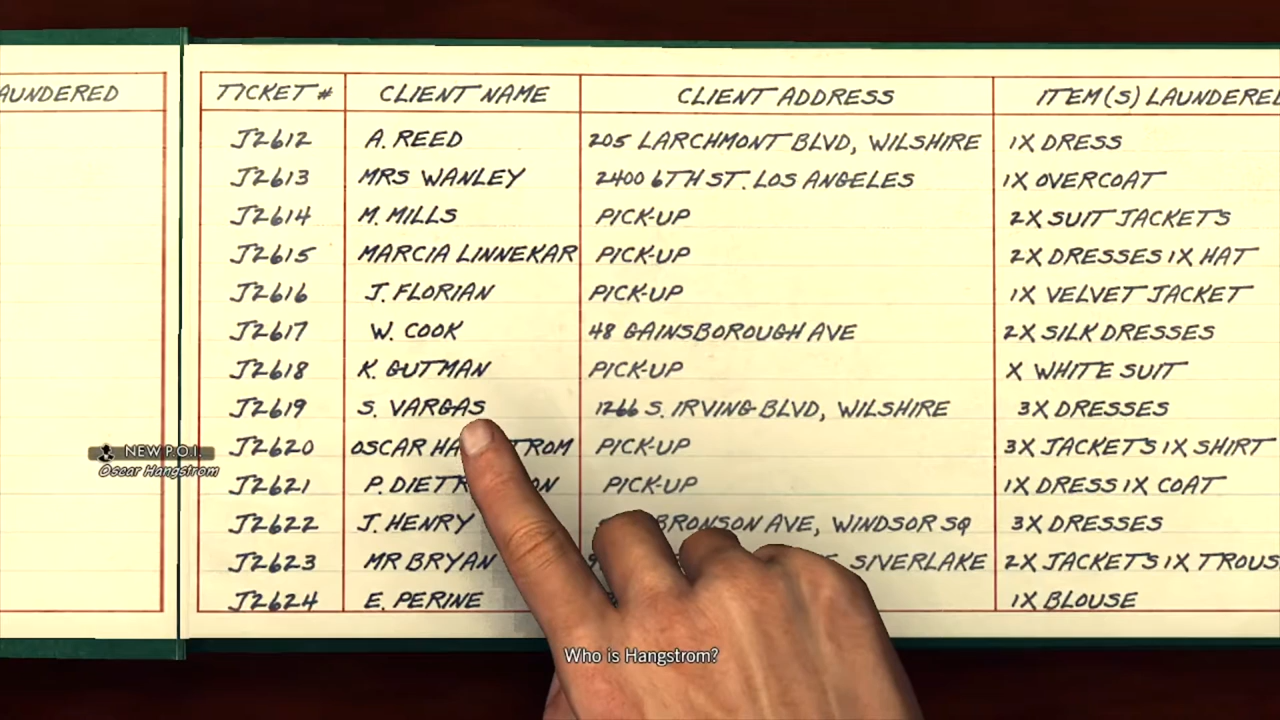 AUNDERED TICKET # CLIENT NAME CLIENT ADDRESS ITEM(S) LAUNDERED
J2612 A. REED 205 LARCHMONT BLVD, WILSHIRE 1X DRESS
J2613 MRS WANLEY 2400 6TH ST. LOS ANGELES 1X OVERCOAT
J2614 M. MILLS PICK-UP 2X SUIT JACKETS
J2615 MARCIA LINNEKAR PICK-UP 2X DRESSES 1X HAT
J2616 J. FLORIAN PICK-UP 1X VELVET JACKET
J2617 W. COOK 48 GAINSBOROUGH AVE 2X SILK DRESSES
J2618 K. GUTMAN PICK-UP X WHITE SUIT
J2619 S. VARGAS 1266 S. IRVING BLVD, WILSHIRE 3X DRESSES
J2620 OSCAR HA TROM PICK-UP 3X JACKETS 1X SHIRT
NEW P.O.I.
Oscar Hangstrom
J2621 P. DIETR ON PICK-UP 1X DRESS 1X COAT
J2622 J. HENRY BRONSON AVE, WINDSOR SQ 3X DRESSES
J2623 MR BRYAN 9 SIVERLAKE 2X JACKETS 1X TROUS
J2624 E. PERINE 1X BLOUSE
Who is Hangstrom?